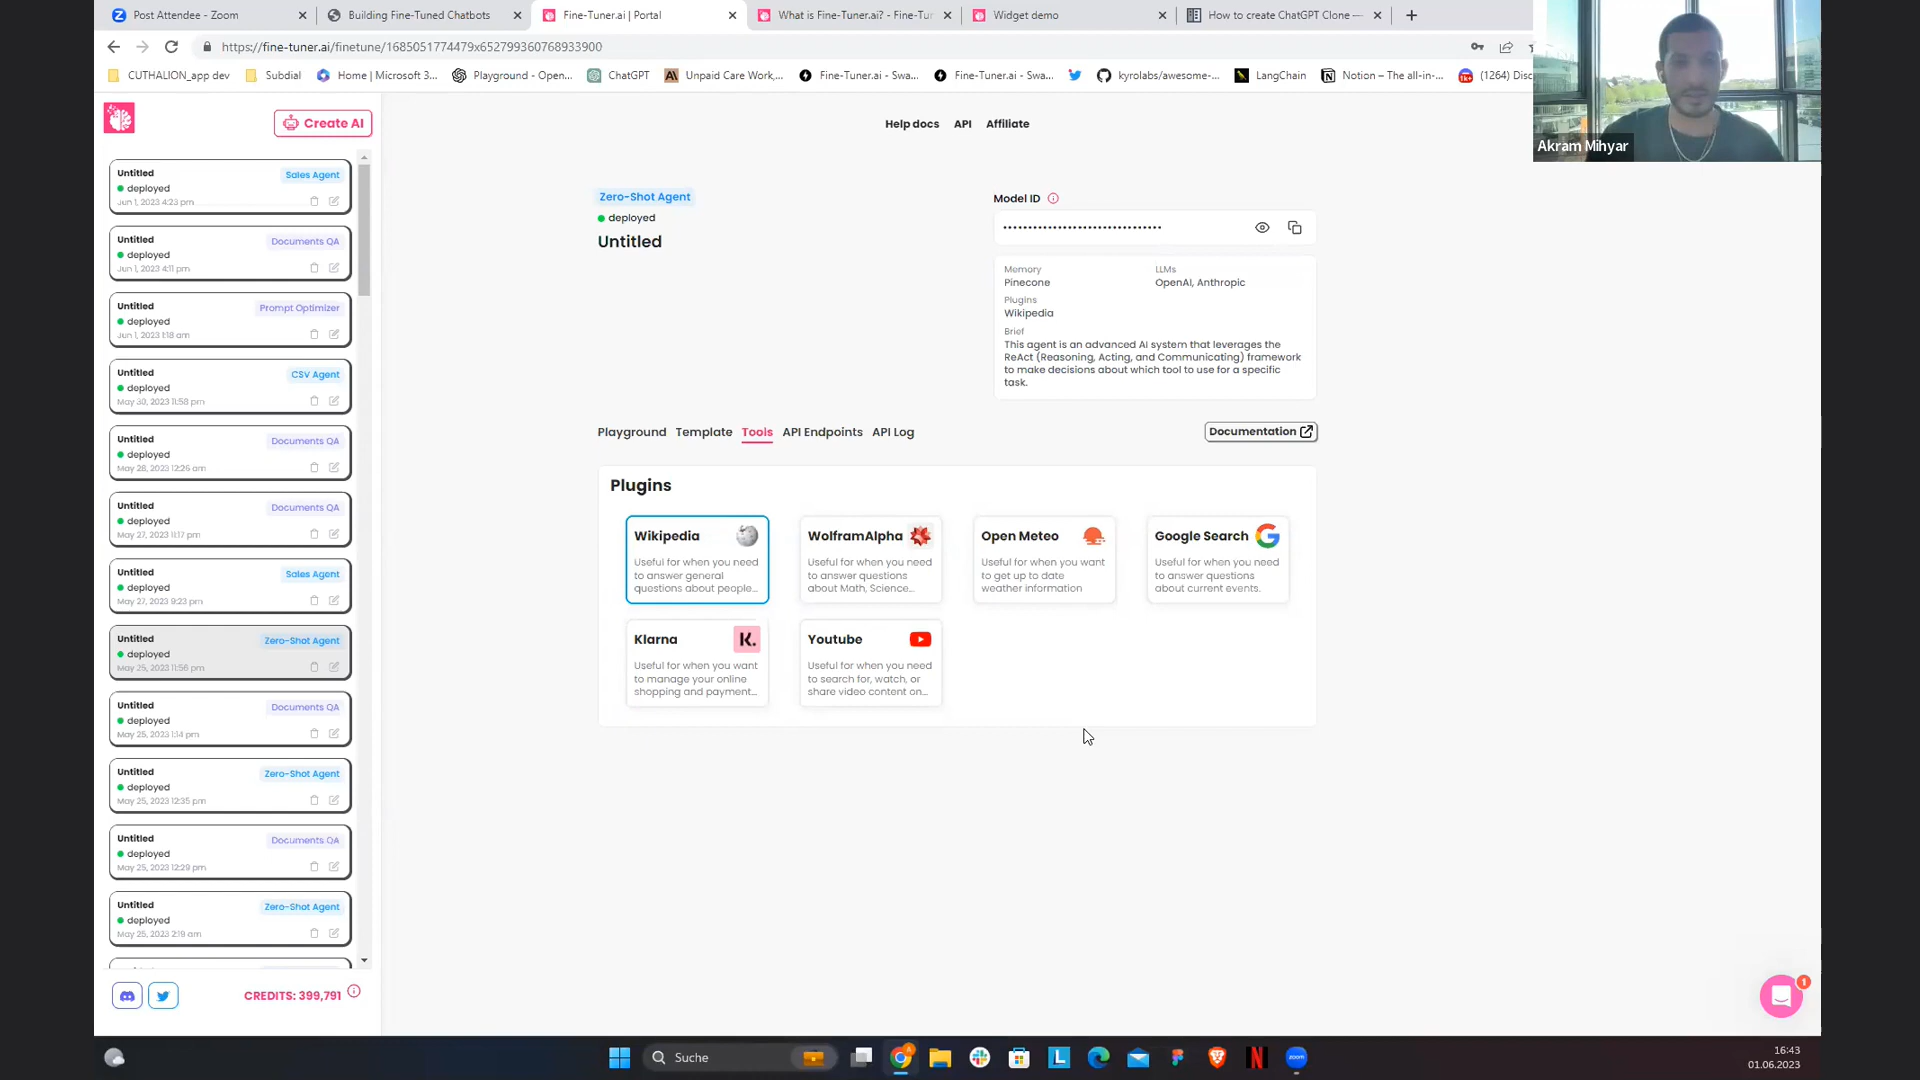 Post Attendee - Zoom
Building Fine-Tuned Chatbots
Fine-Tuner.ai | Portal
What is Fine-Tuner.ai? - Fine-Tu
Widget demo
How to create ChatGPT Clone —
https://fine-tuner.ai/finetune/1685051774479x652799360768933900
CUTHALION_app dev
Subdial
Home | Microsoft 3...
Playground - Open...
ChatGPT
Unpaid Care Work,...
Fine-Tuner.ai - Swa...
Fine-Tuner.ai - Swa...
kyrolabs/awesome-...
LangChain
Notion – The all-in-...
(1264) Disc
Akram Mihyar
Create AI
Help docs API Affiliate
Untitled Sales Agent
deployed
Jun 1, 2023 4:23 pm
Untitled Documents QA
deployed
Jun 1, 2023 4:11 pm
Untitled Prompt Optimizer
deployed
Jun 1, 2023 1:18 am
Untitled CSV Agent
deployed
May 30, 2023 11:58 pm
Untitled Documents QA
deployed
May 28, 2023 12:26 am
Untitled Documents QA
deployed
May 27, 2023 11:17 pm
Untitled Sales Agent
deployed
May 27, 2023 9:23 pm
Untitled Zero-Shot Agent
deployed
May 25, 2023 11:56 pm
Untitled Documents QA
deployed
May 25, 2023 1:14 pm
Untitled Zero-Shot Agent
deployed
May 25, 2023 12:35 pm
Untitled Documents QA
deployed
May 25, 2023 12:29 pm
Untitled Zero-Shot Agent
deployed
May 25, 2023 2:19 am
CREDITS: 399,791
Zero-Shot Agent
deployed
Untitled
Model ID
Memory
Pinecone
LLMs
OpenAI, Anthropic
Plugins
Wikipedia
Brief
This agent is an advanced AI system that leverages the
ReAct (Reasoning, Acting, and Communicating) framework
to make decisions about which tool to use for a specific
task.
Playground Template Tools API Endpoints API Log
Documentation
Plugins
Wikipedia
Useful for when you need
to answer general
questions about people...
WolframAlpha
Useful for when you need
to answer questions
about Math, Science...
Open Meteo
Useful for when you want
to get up to date
weather information
Google Search
Useful for when you need
to answer questions
about current events.
Klarna
K.
Useful for when you want
to manage your online
shopping and payment...
Youtube
Useful for when you need
to search for, watch, or
share video content on...
1
Suche
L
N
zoom
16:43
01.06.2023